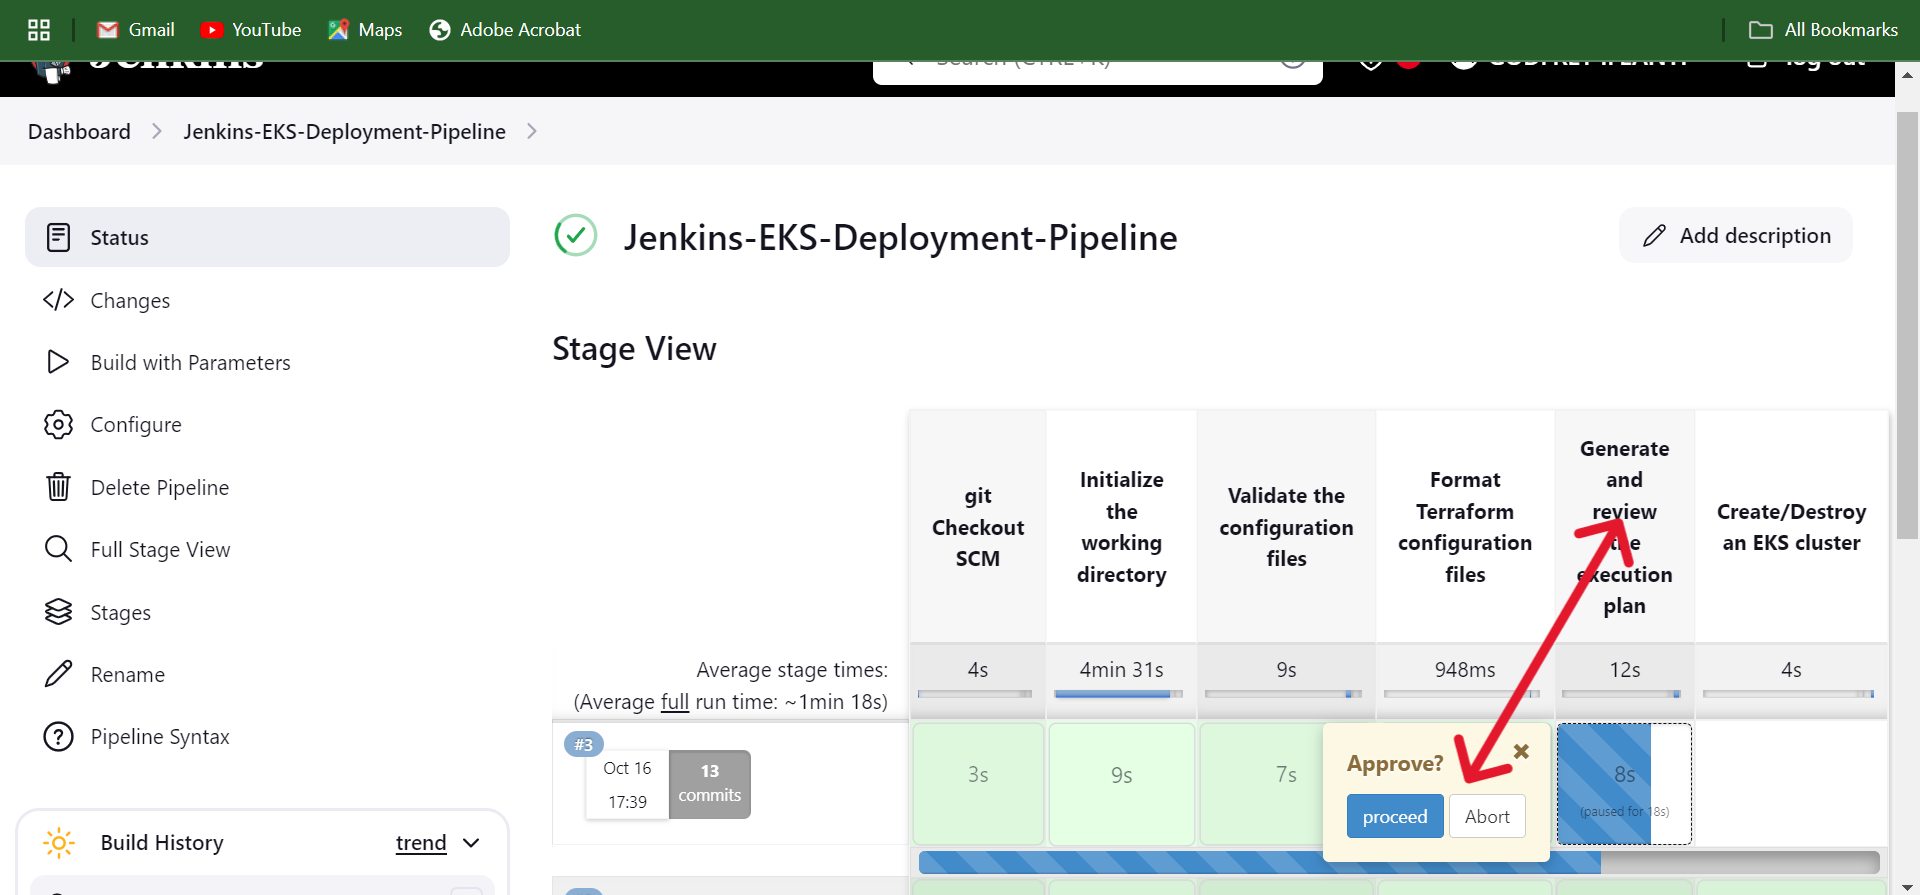 Gmail
YouTube
Maps
Adobe Acrobat
All Bookmarks
Jenkins
Search (CTRL+K)
log out
Dashboard
Jenkins-EKS-Deployment-Pipeline
Status
Changes
Build with Parameters
Configure
Delete Pipeline
Full Stage View
Stages
Rename
Pipeline Syntax
Build History
trend
Jenkins-EKS-Deployment-Pipeline
Add description
Stage View
git
Checkout
SCM
Initialize
the
working
directory
Validate the
configuration
files
Format
Terraform
configuration
files
Generate
and
review
the
execution
plan
Create/Destroy
an EKS cluster
Average stage times:
(Average full run time: ~1min 18s)
4s
4min 31s
9s
948ms
12s
4s
#3
Oct 16
17:39
13
commits
3s
9s
7s
Approve?
proceed
Abort
8s
(paused for 18s)